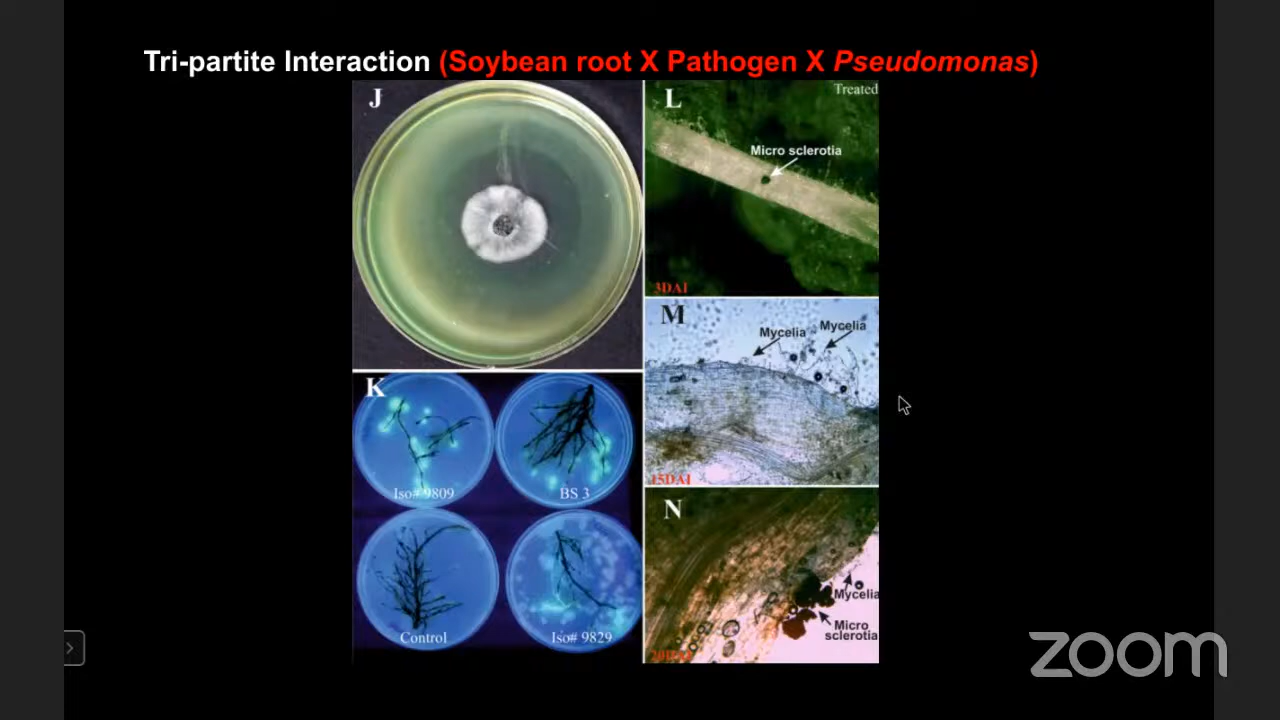 Tri-partite Interaction (Soybean root X Pathogen X Pseudomonas)
J
K
Iso# 9809
BS 3
Control
Iso# 9829
L
Treated
Micro sclerotia
3DAI
M
Mycelia
Mycelia
15DAI
N
Mycelia
Micro
sclerotia
20DAI
zoom